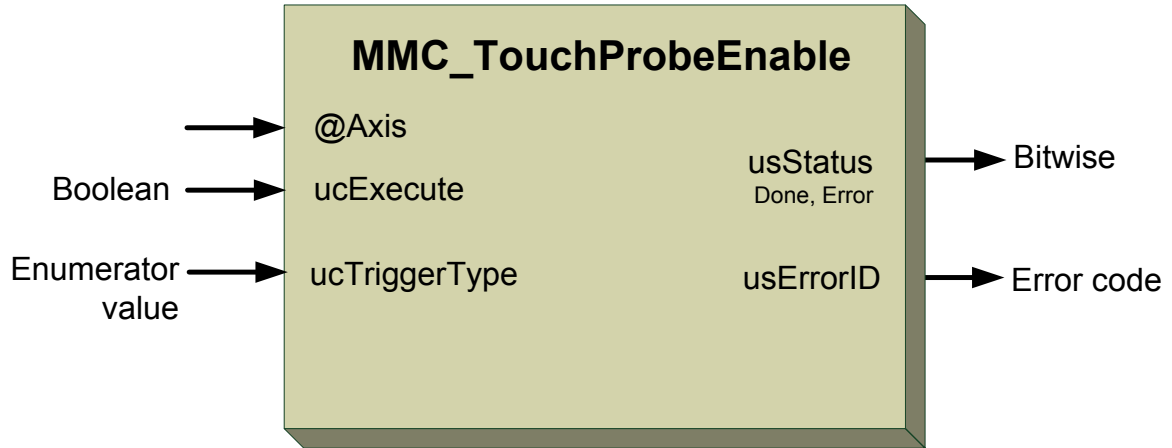 MMC_TouchProbeEnable
@Axis
Boolean
ucExecute
Enumerator
value
ucTriggerType
usStatus
Done, Error
Bitwise
usErrorID
Error code